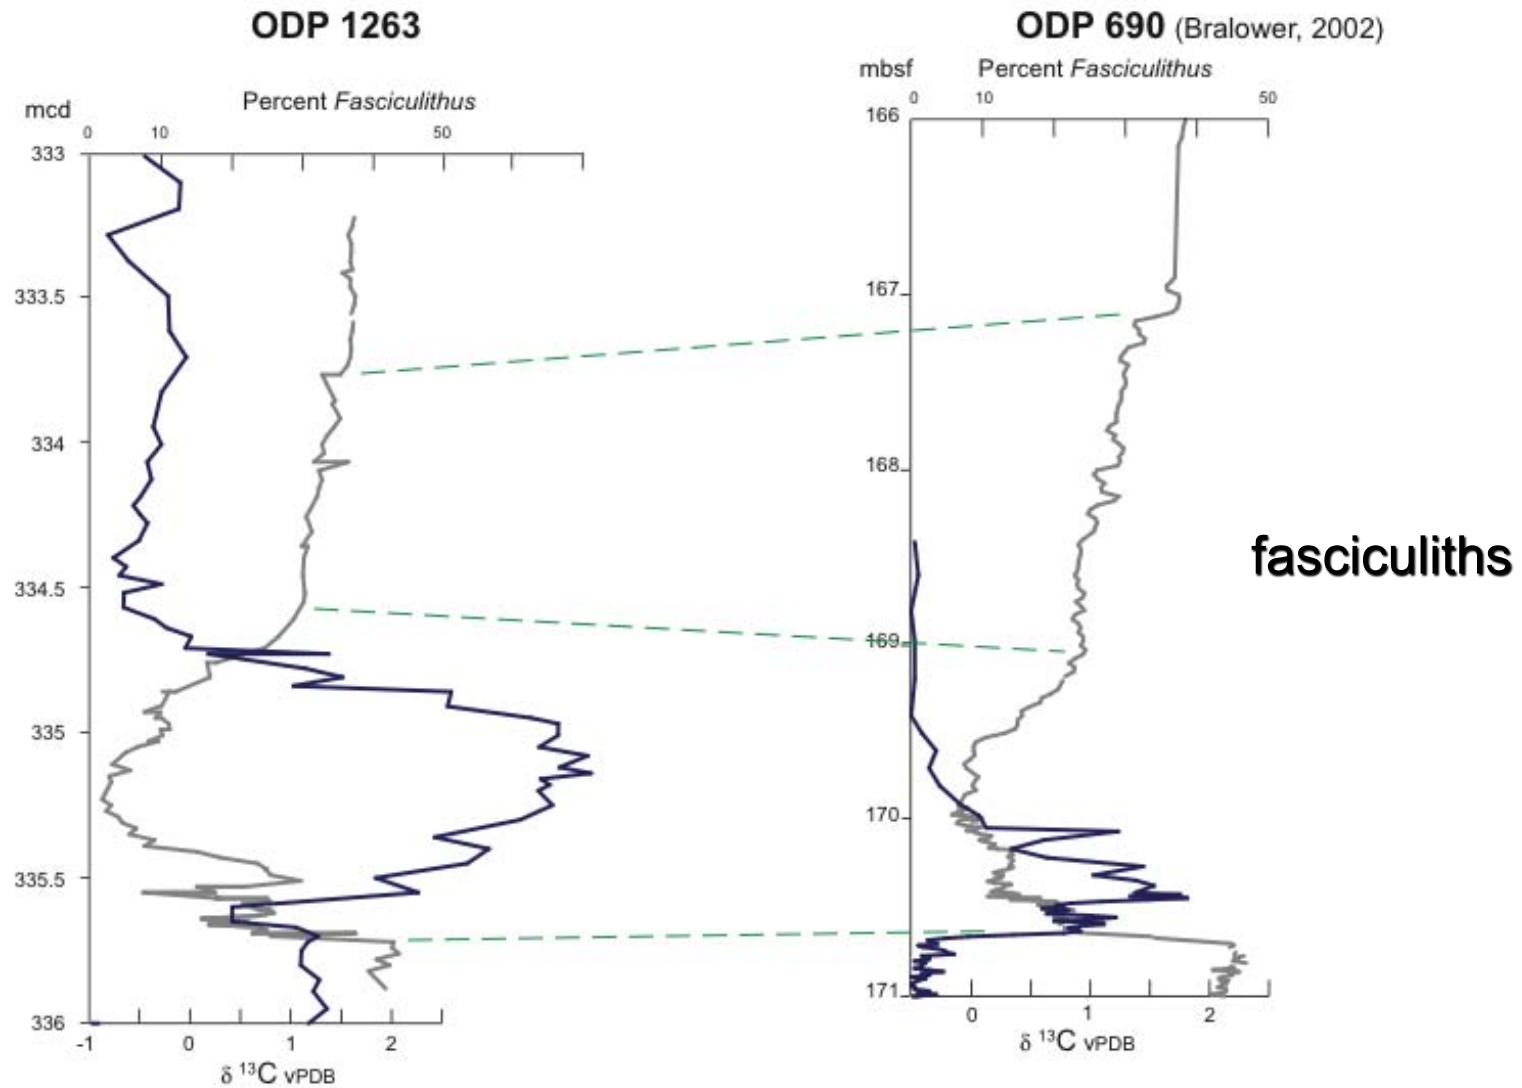 ODP 1263
Percent Fasciculithus
mcd
0 10 50
333
333.5
334
334.5
335
335.5
336
-1 0 1 2
δ 13C vPDB
ODP 690 (Bralower, 2002)
mbsf Percent Fasciculithus
0 10 50
166
167
168
169
170
171
0 1 2
δ 13C vPDB
fasciculiths